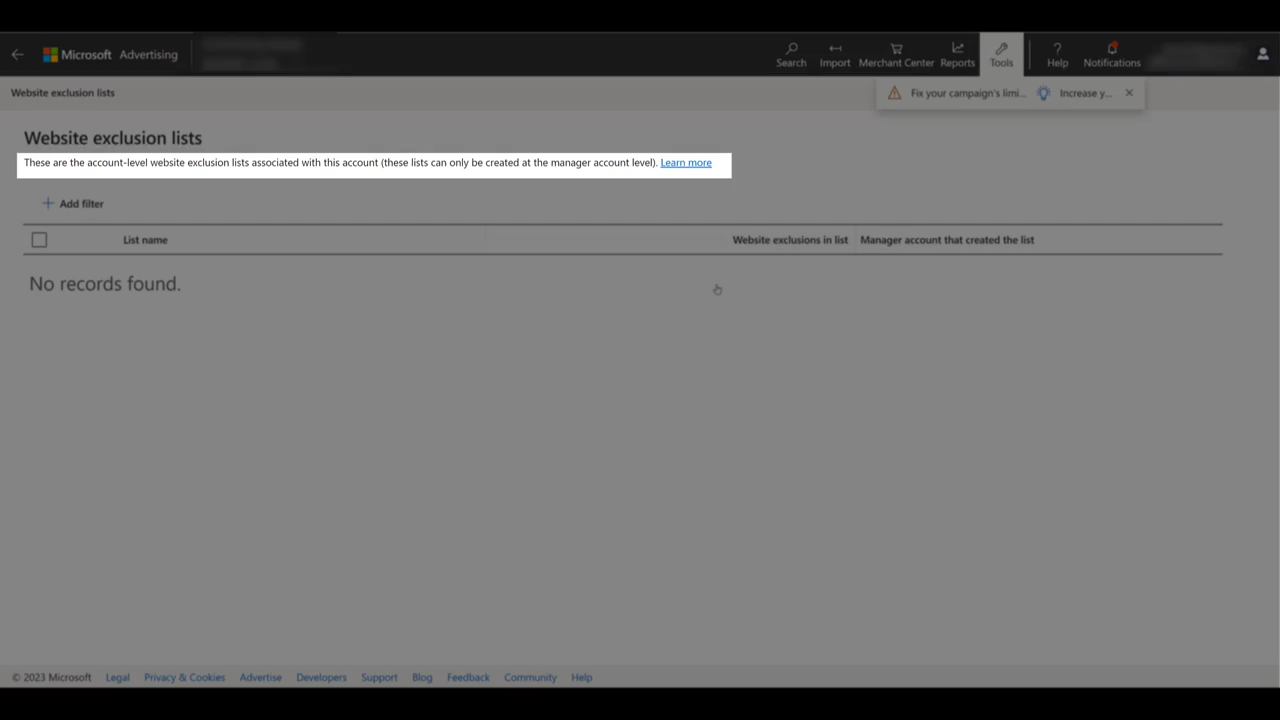 Microsoft Advertising
Search
Import
Merchant Center
Reports
Tools
?
Help
Notifications
Website exclusion lists
Fix your campaign's limi...
Increase y...
Website exclusion lists
These are the account-level website exclusion lists associated with this account (these lists can only be created at the manager account level). Learn more
Add filter
List name
Website exclusions in list
Manager account that created the list
No records found.
© 2023 Microsoft Legal Privacy & Cookies Advertise Developers Support Blog Feedback Community Help